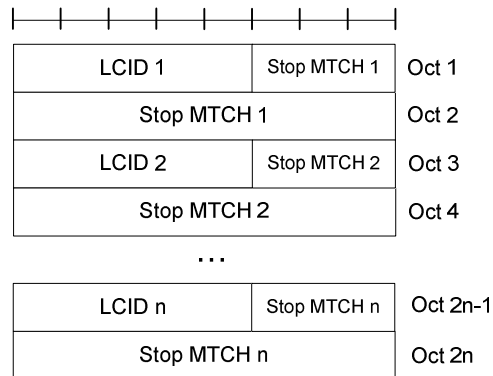 LCID 1 Stop MTCH 1 Oct 1
Stop MTCH 1 Oct 2
LCID 2 Stop MTCH 2 Oct 3
Stop MTCH 2 Oct 4
...
LCID n Stop MTCH n Oct 2n-1
Stop MTCH n Oct 2n